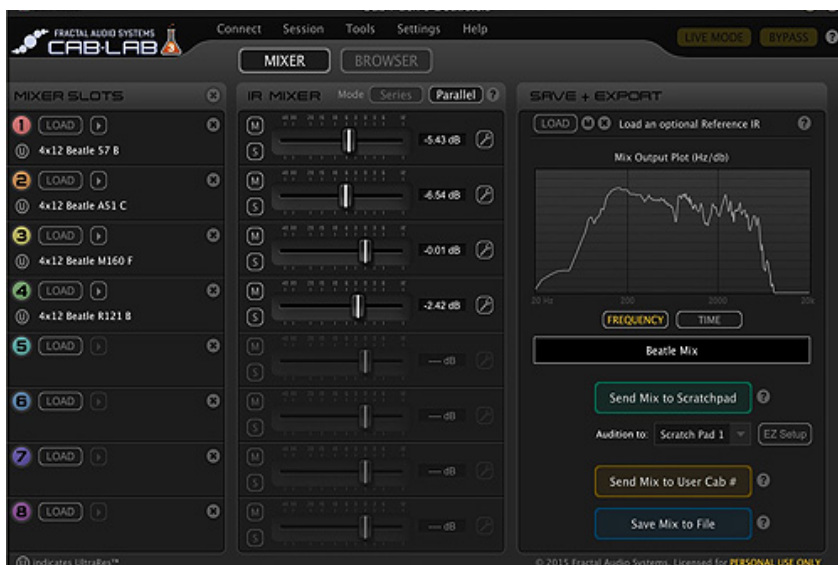 FRACTAL AUDIO SYSTEMS
CAB-LAB 3
Connect Session Tools Settings Help
LIVE MODE BYPASS ?
MIXER BROWSER
MIXER SLOTS
IR MIXER Mode Series Parallel ?
SAVE + EXPORT
1 LOAD
U 4x12 Beatle 57 B
M
S
-5.43 dB
2 LOAD
U 4x12 Beatle A51 C
M
S
-6.54 dB
3 LOAD
U 4x12 Beatle M160 F
M
S
-0.01 dB
4 LOAD
U 4x12 Beatle R121 B
M
S
-2.42 dB
5 LOAD
M
S
--- dB
6 LOAD
M
S
--- dB
7 LOAD
M
S
--- dB
8 LOAD
M
S
--- dB
LOAD Load an optional Reference IR ?
Mix Output Plot (Hz/db)
20 Hz 200 2000 20k
FREQUENCY TIME
Beatle Mix
Send Mix to Scratchpad ?
Audition to: Scratch Pad 1 EZ Setup
Send Mix to User Cab # ?
Save Mix to File ?
U indicates UltraRes™
© 2015 Fractal Audio Systems. Licensed for PERSONAL USE ONLY